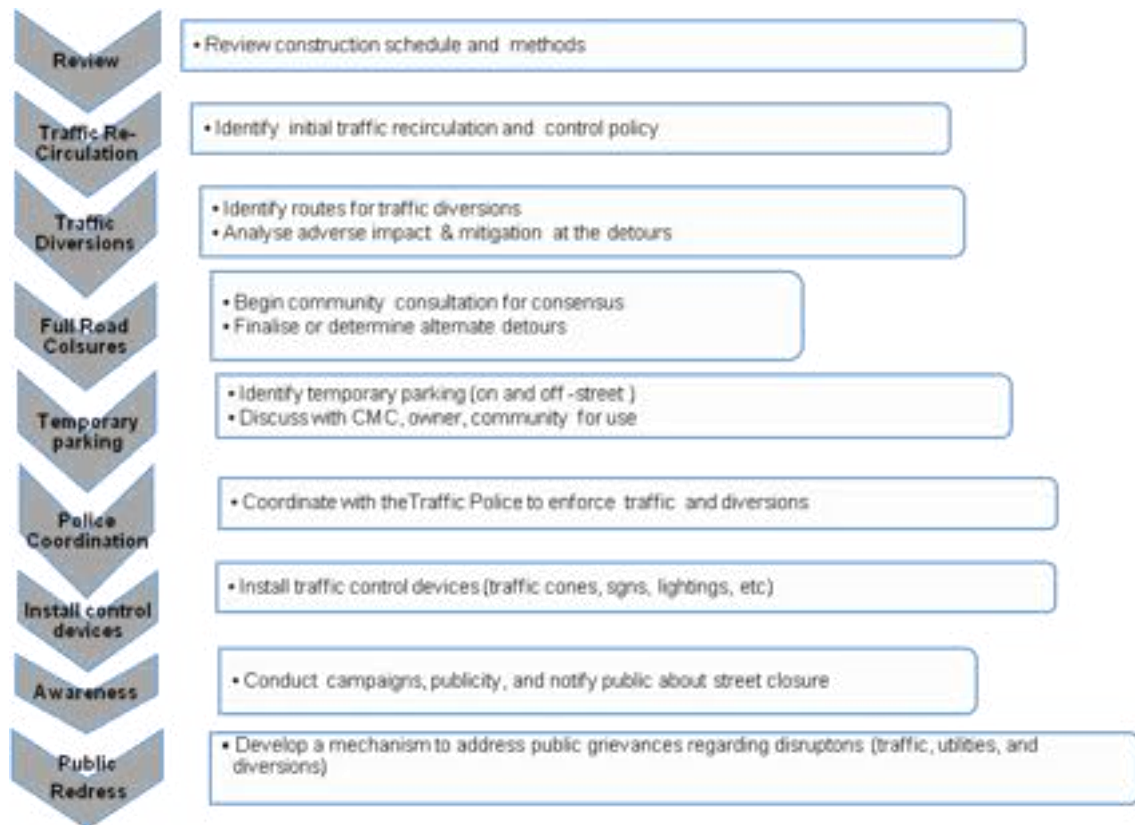 Review
• Review construction schedule and methods
Traffic Re-
Circulation
• Identify initial traffic recirculation and control policy
Traffic
Diversions
• Identify routes for traffic diversions
• Analyse adverse impact & mitigation at the detours
Full Road
Colsures
• Begin community consultation for consensus
• Finalise or determine alternate detours
Temporary
parking
• Identify temporary parking (on and off -street )
• Discuss with CMC, owner, community for use
Police
Coordination
• Coordinate with theTraffic Police to enforce traffic and diversions
Install control
devices
• Install traffic control devices (traffic cones, sgns, lightings, etc)
Awareness
• Conduct campaigns, publicity, and notify public about street closure
Public
Redress
• Develop a mechanism to address public grievances regarding disruptons (traffic, utilities, and
diversions)